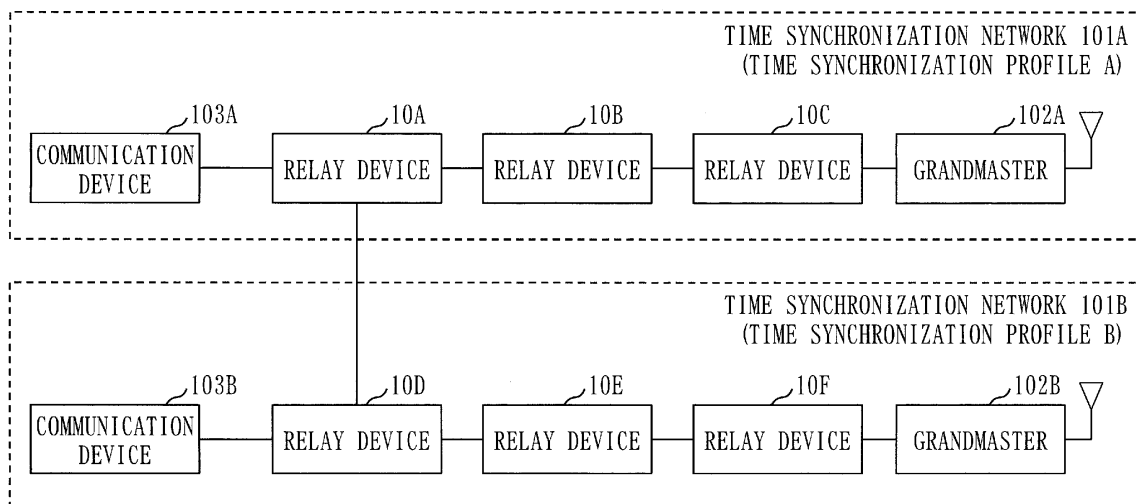 TIME SYNCHRONIZATION NETWORK 101A
(TIME SYNCHRONIZATION PROFILE A)
103A
10A
10B
10C
102A
COMMUNICATION
DEVICE
RELAY DEVICE
RELAY DEVICE
RELAY DEVICE
GRANDMASTER
TIME SYNCHRONIZATION NETWORK 101B
(TIME SYNCHRONIZATION PROFILE B)
103B
10D
10E
10F
102B
COMMUNICATION
DEVICE
RELAY DEVICE
RELAY DEVICE
RELAY DEVICE
GRANDMASTER